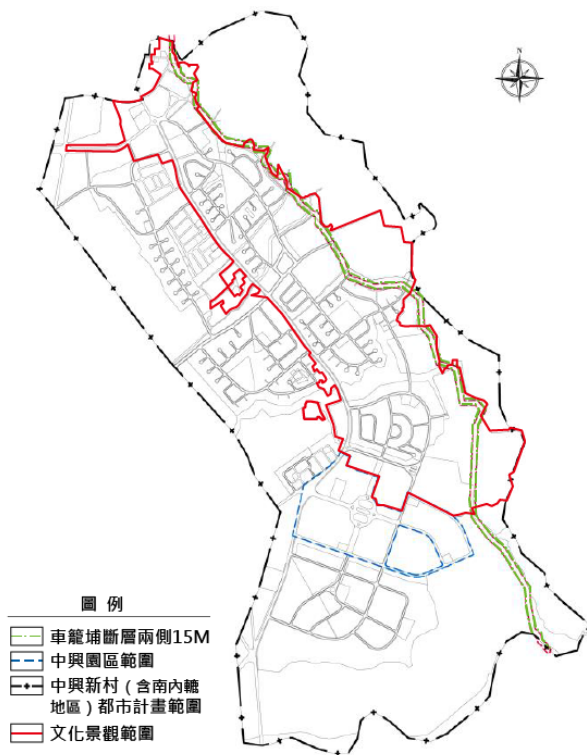 N
圖 例
車籠埔斷層兩側15M
中興園區範圍
中興新村（含南內轆
地區）都市計畫範圍
文化景觀範圍